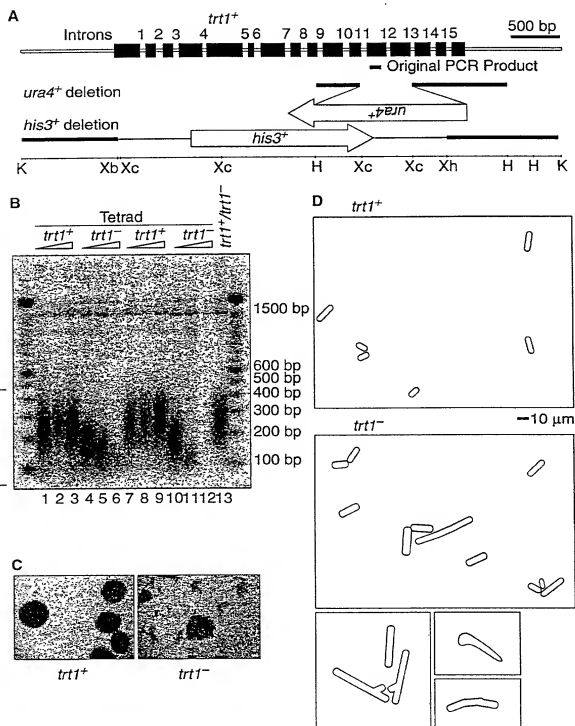 A
trt1+
500 bp
Introns 1 2 3 4 5 6 7 8 9 10 11 12 13 14 15
Original PCR Product
ura4+ deletion
ura4+
his3+ deletion
his3+
K Xb Xc Xc H Xc Xc Xh H H K
B
Tetrad
trt1+ trt1− trt1+ trt1− trt1+/trt1−
1500 bp
600 bp
500 bp
400 bp
300 bp
200 bp
100 bp
1 2 3 4 5 6 7 8 9 10 11 12 13
C
trt1+ trt1−
D
trt1+
10 µm
trt1−